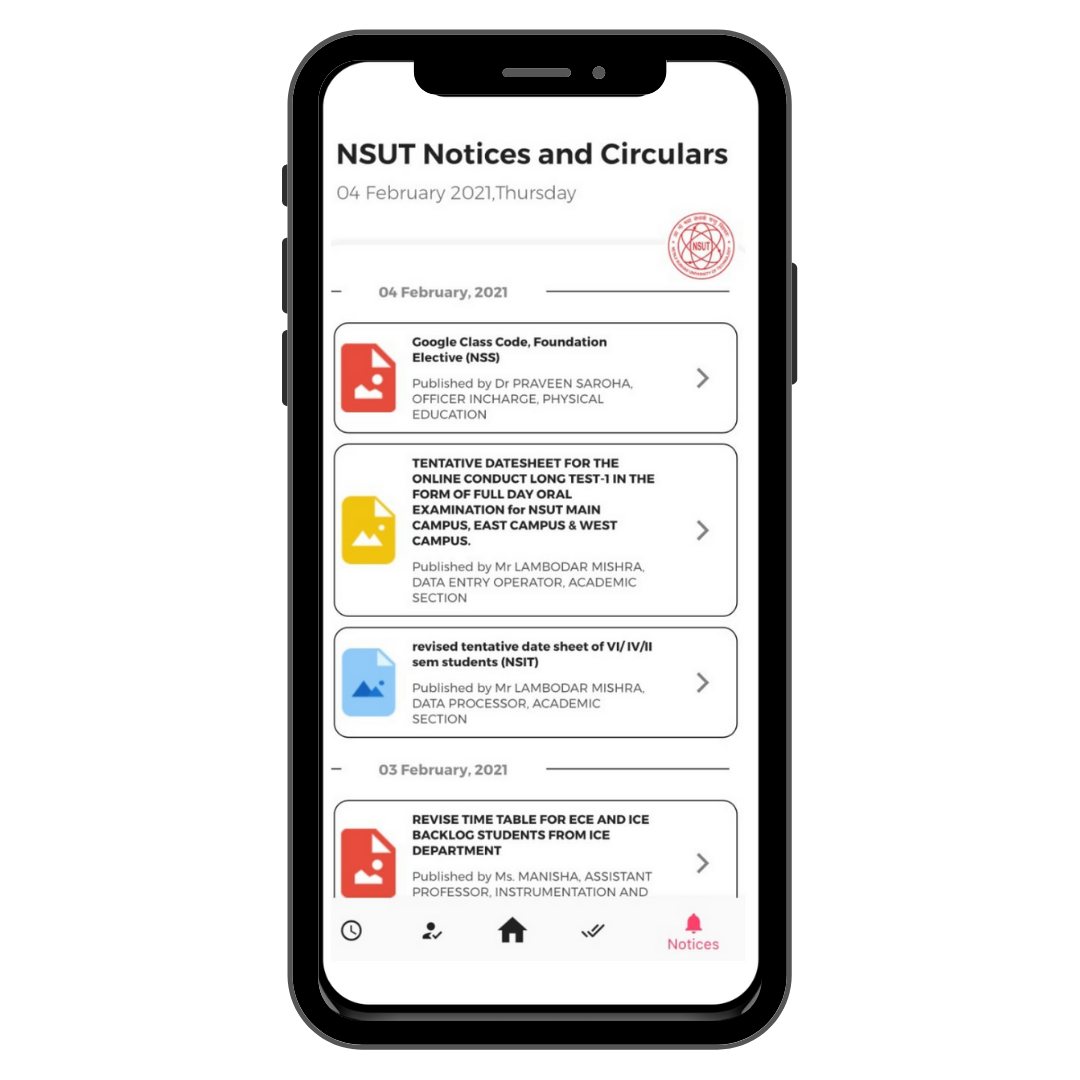 NSUT Notices and Circulars
04 February 2021,Thursday
NSUT
04 February, 2021
Google Class Code, Foundation
Elective (NSS)
Published by Dr PRAVEEN SAROHA,
OFFICER INCHARGE, PHYSICAL
EDUCATION
TENTATIVE DATESHEET FOR THE
ONLINE CONDUCT LONG TEST-1 IN THE
FORM OF FULL DAY ORAL
EXAMINATION for NSUT MAIN
CAMPUS, EAST CAMPUS & WEST
CAMPUS.
Published by Mr LAMBODAR MISHRA,
DATA ENTRY OPERATOR, ACADEMIC
SECTION
revised tentative date sheet of VI/ IV/II
sem students (NSIT)
Published by Mr LAMBODAR MISHRA,
DATA PROCESSOR, ACADEMIC
SECTION
03 February, 2021
REVISE TIME TABLE FOR ECE AND ICE
BACKLOG STUDENTS FROM ICE
DEPARTMENT
Published by Ms. MANISHA, ASSISTANT
PROFESSOR, INSTRUMENTATION AND
Notices